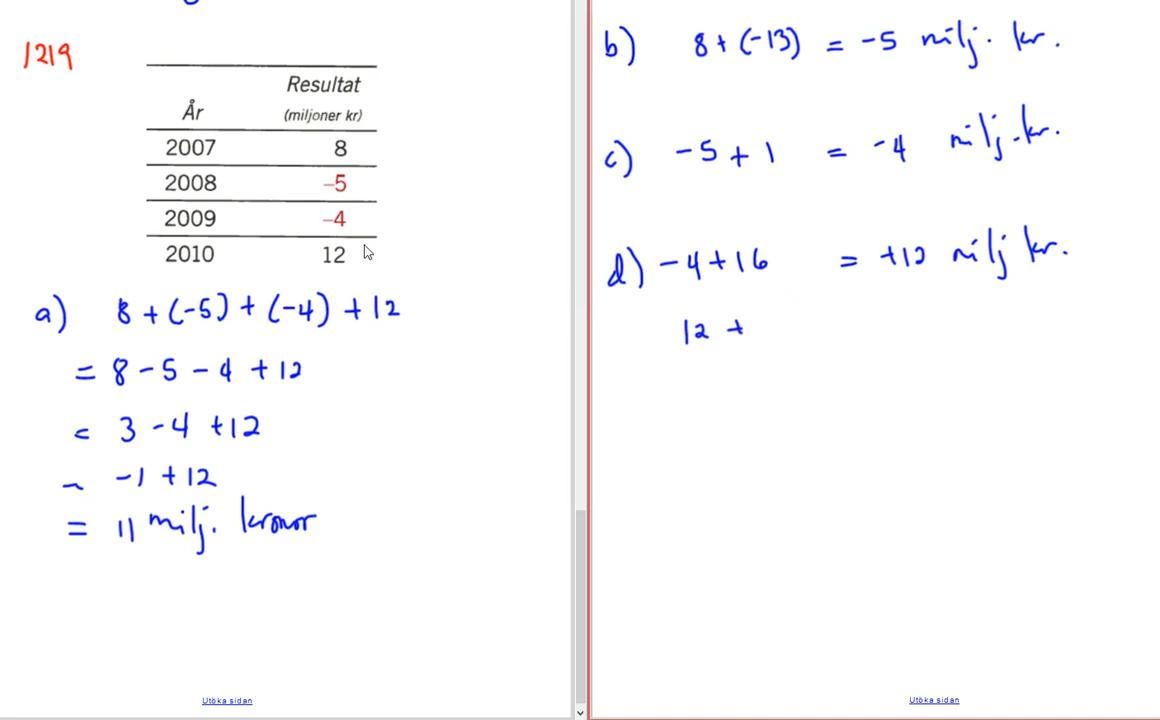 1219
Resultat
År (miljoner kr)
2007 8
2008 –5
2009 –4
2010 12
a) 8 + (-5) + (-4) + 12
= 8 - 5 - 4 + 12
= 3 - 4 + 12
= -1 + 12
= 11 milj. kronor
Utöka sidan
b) 8 + (-13) = -5 milj. kr.
c) -5 + 1 = -4 milj. kr.
d) -4 + 16 = +12 milj kr.
12 +
Utöka sidan